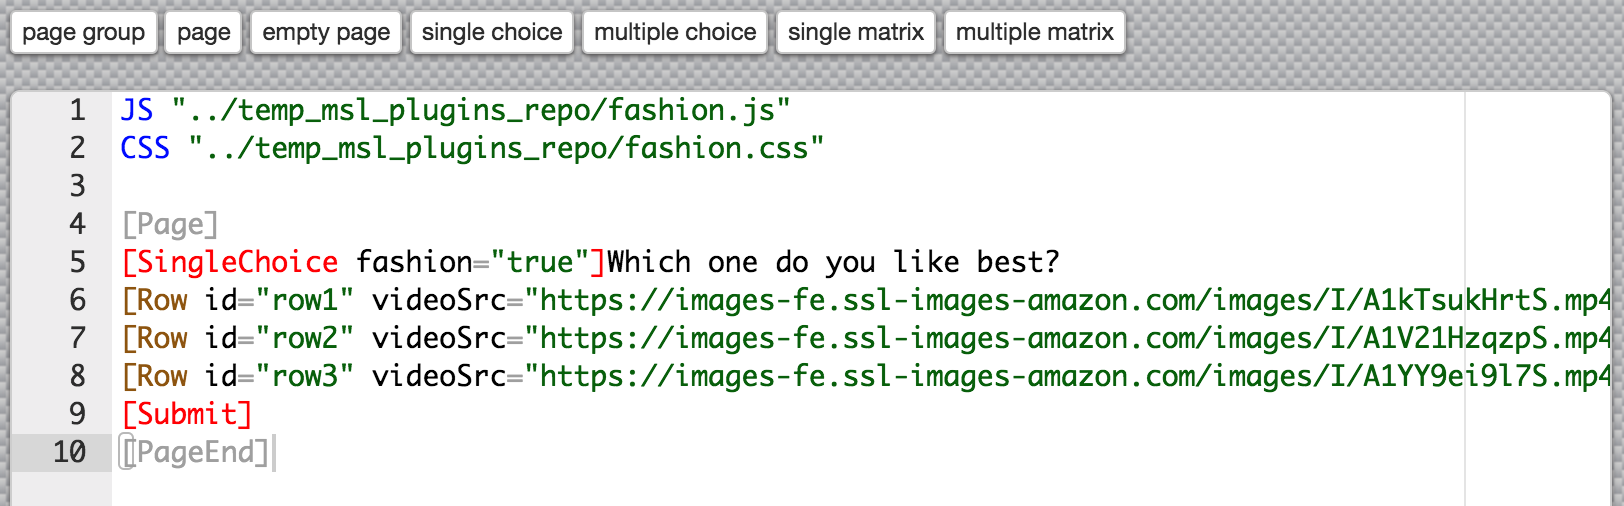 page group page empty page single choice multiple choice single matrix multiple matrix
1 JS "../temp_msl_plugins_repo/fashion.js"
2 CSS "../temp_msl_plugins_repo/fashion.css"
3
4 [Page]
5 [SingleChoice fashion="true"]Which one do you like best?
6 [Row id="row1" videoSrc="https://images-fe.ssl-images-amazon.com/images/I/A1kTsukHrtS.mp4
7 [Row id="row2" videoSrc="https://images-fe.ssl-images-amazon.com/images/I/A1V21HzqzpS.mp4
8 [Row id="row3" videoSrc="https://images-fe.ssl-images-amazon.com/images/I/A1YY9ei9l7S.mp4
9 [Submit]
10 [PageEnd]